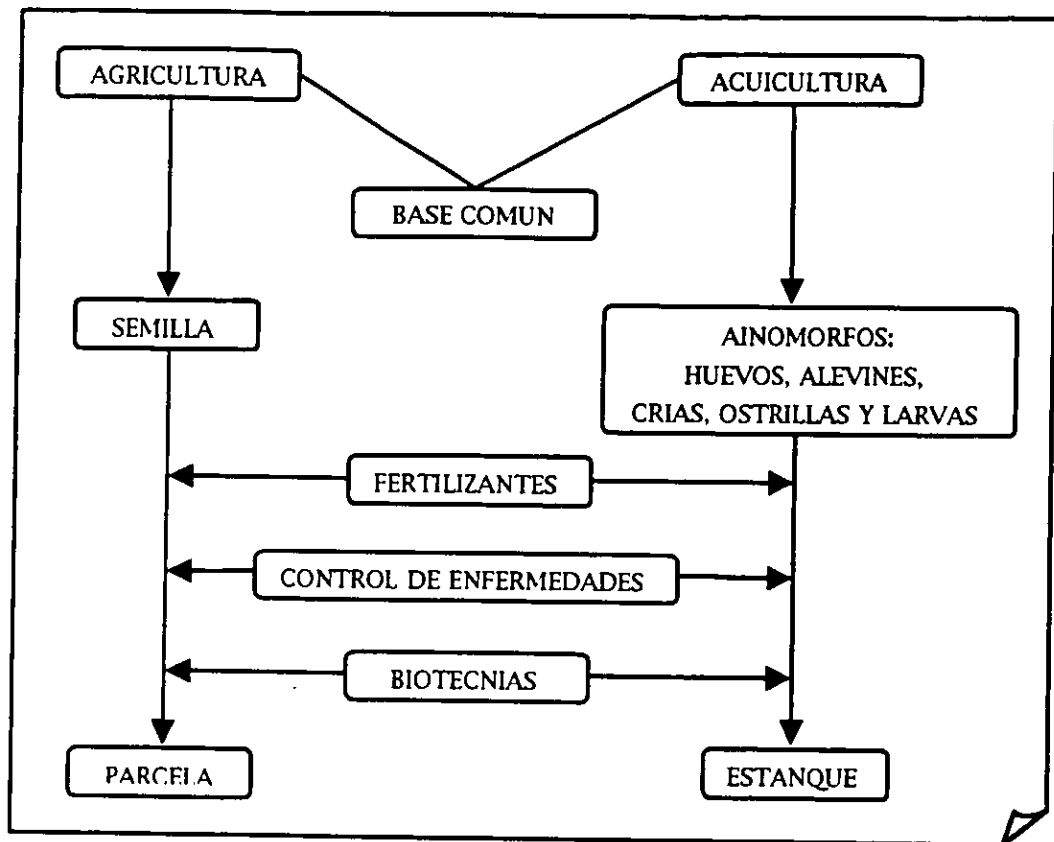 AGRICULTURA
ACUICULTURA
BASE COMUN
SEMILLA
AINOMORFOS:
HUEVOS, ALEVINES,
CRIAS, OSTRILLAS Y LARVAS
FERTILIZANTES
CONTROL DE ENFERMEDADES
BIOTECNIAS
PARCELA
ESTANQUE